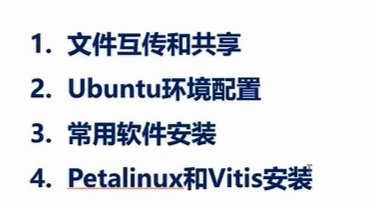 1. 文件互传和共享
2. Ubuntu环境配置
3. 常用软件安装
4. Petalinux和Vitis安装